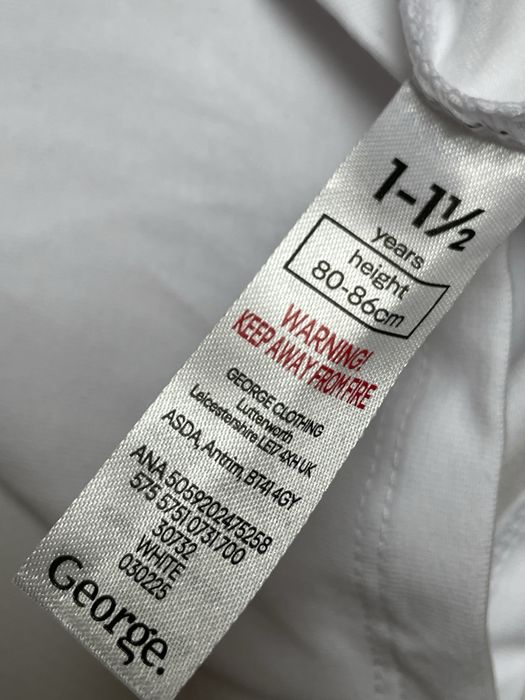 1-1½
years
height
80-86cm
WARNING!
KEEP AWAY FROM FIRE
GEORGE CLOTHING
Lutterworth
Leicestershire LE17 4XH UK
ASDA, Antrim, BT41 4GY
ANA 5059202475258
575 5751 0731 700
30732
WHITE
030225
George.